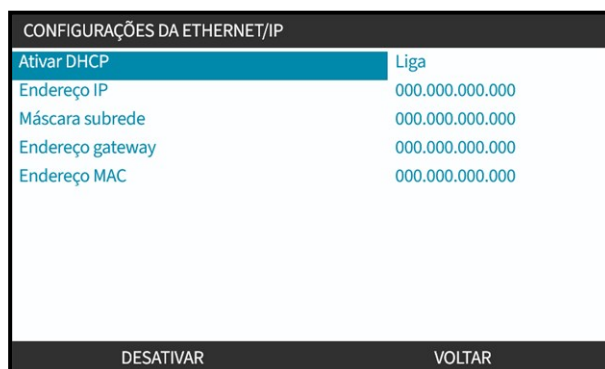 CONFIGURAÇÕES DA ETHERNET/IP
Ativar DHCP Liga
Endereço IP 000.000.000.000
Máscara subrede 000.000.000.000
Endereço gateway 000.000.000.000
Endereço MAC 000.000.000.000
DESATIVAR VOLTAR